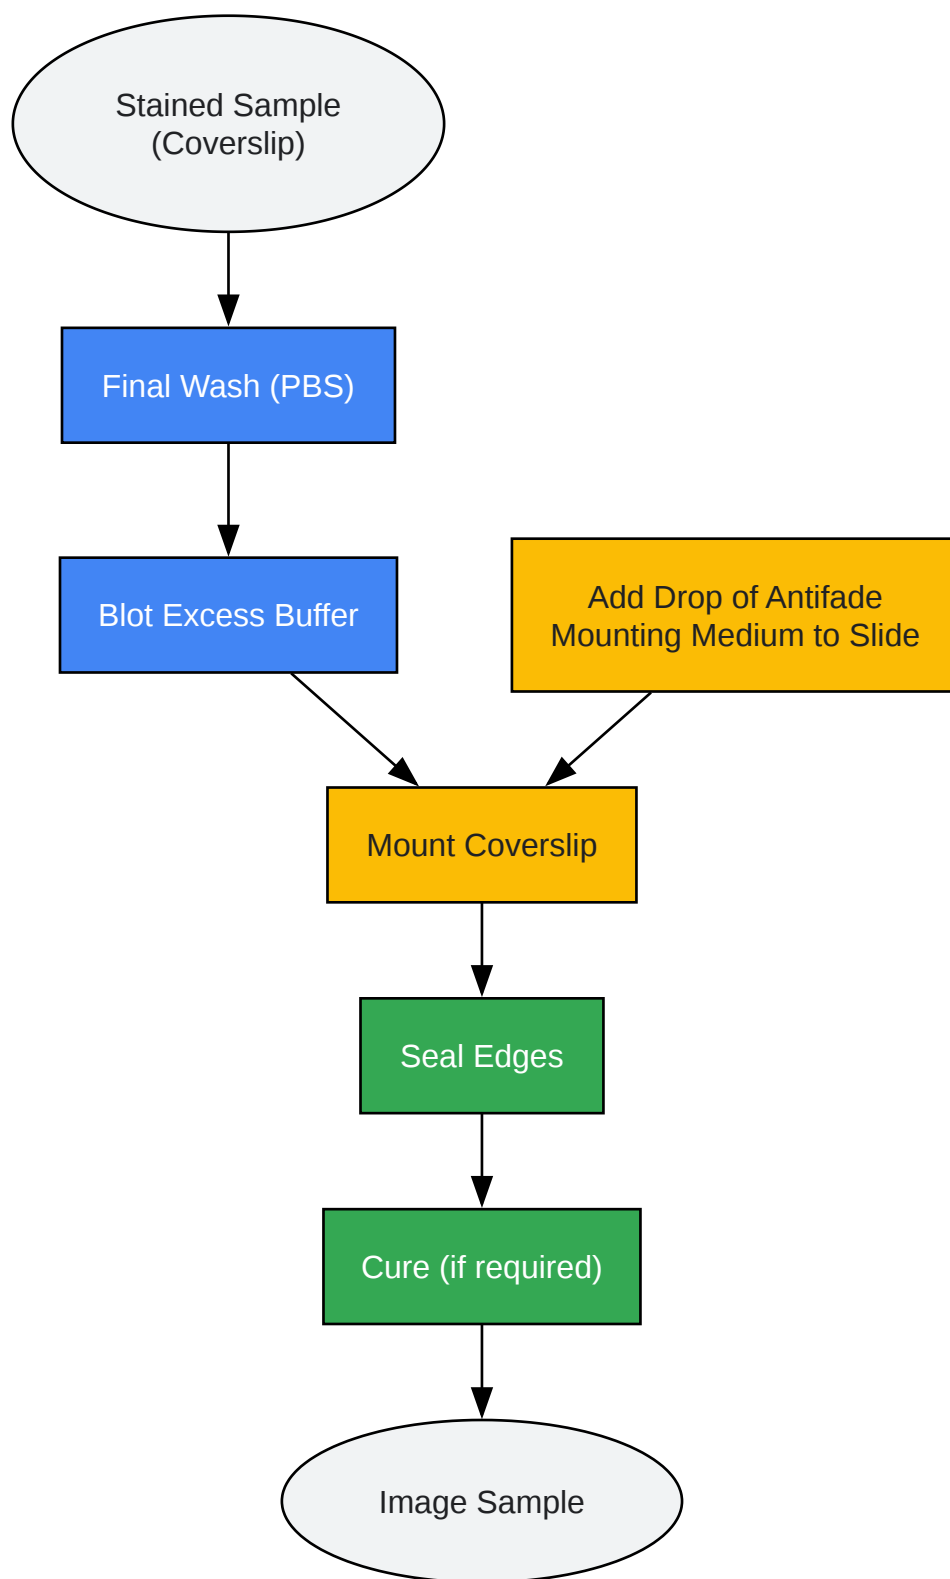 Stained Sample
(Coverslip)
Final Wash (PBS)
Blot Excess Buffer
Add Drop of Antifade
Mounting Medium to Slide
Mount Coverslip
Seal Edges
Cure (if required)
Image Sample